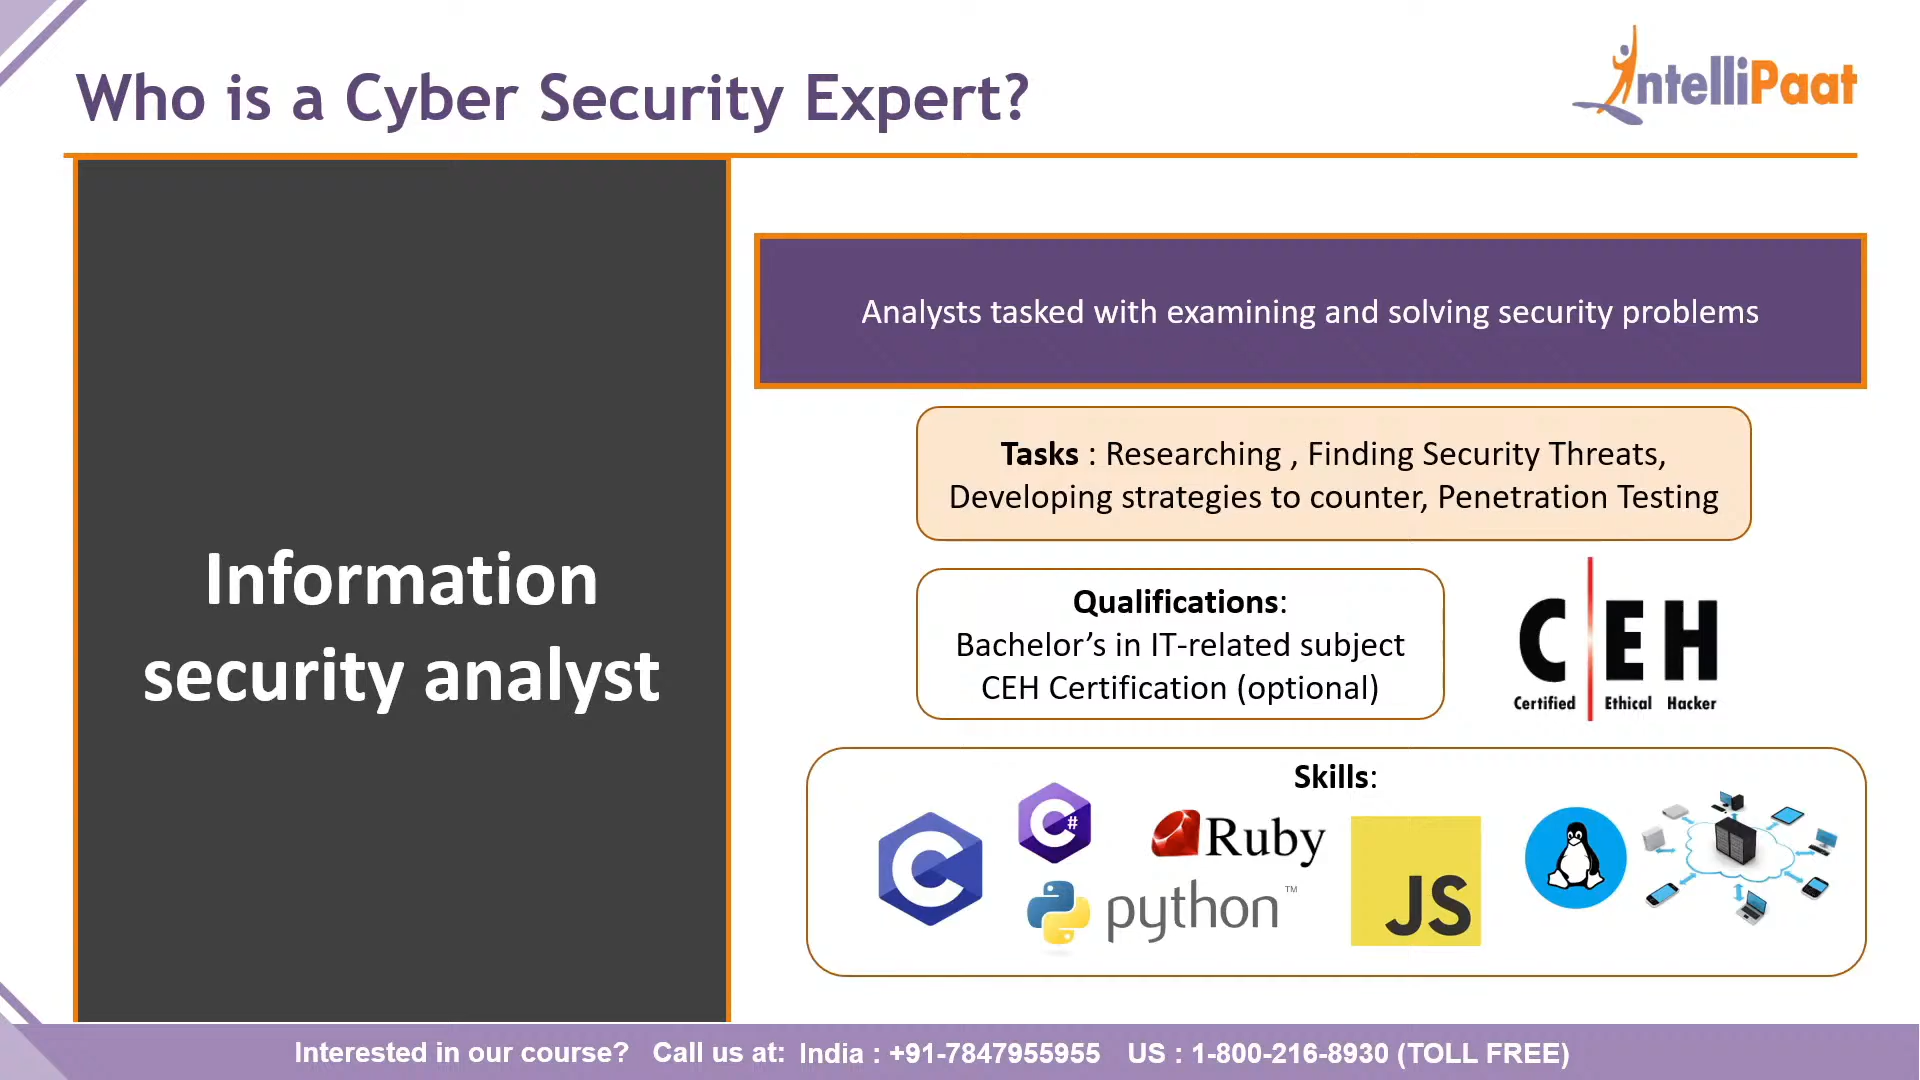 Who is a Cyber Security Expert?
IntelliPaat
Information
security analyst
Analysts tasked with examining and solving security problems
Tasks : Researching , Finding Security Threats,
Developing strategies to counter, Penetration Testing
Qualifications:
Bachelor’s in IT-related subject
CEH Certification (optional)
C EH
Certified Ethical Hacker
Skills:
C
C#
Ruby
python™
JS
Interested in our course? Call us at: India : +91-7847955955 US : 1-800-216-8930 (TOLL FREE)